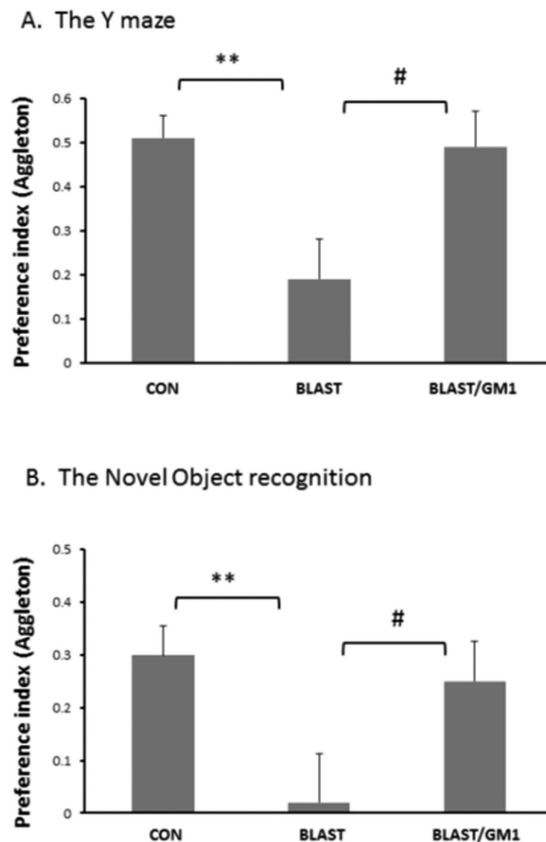 A. The Y maze
** #
Preference index (Aggleton)
0.6
0.5
0.4
0.3
0.2
0.1
0
CON BLAST BLAST/GM1
B. The Novel Object recognition
** #
Preference index (Aggleton)
0.5
0.4
0.3
0.2
0.1
0
CON BLAST BLAST/GM1